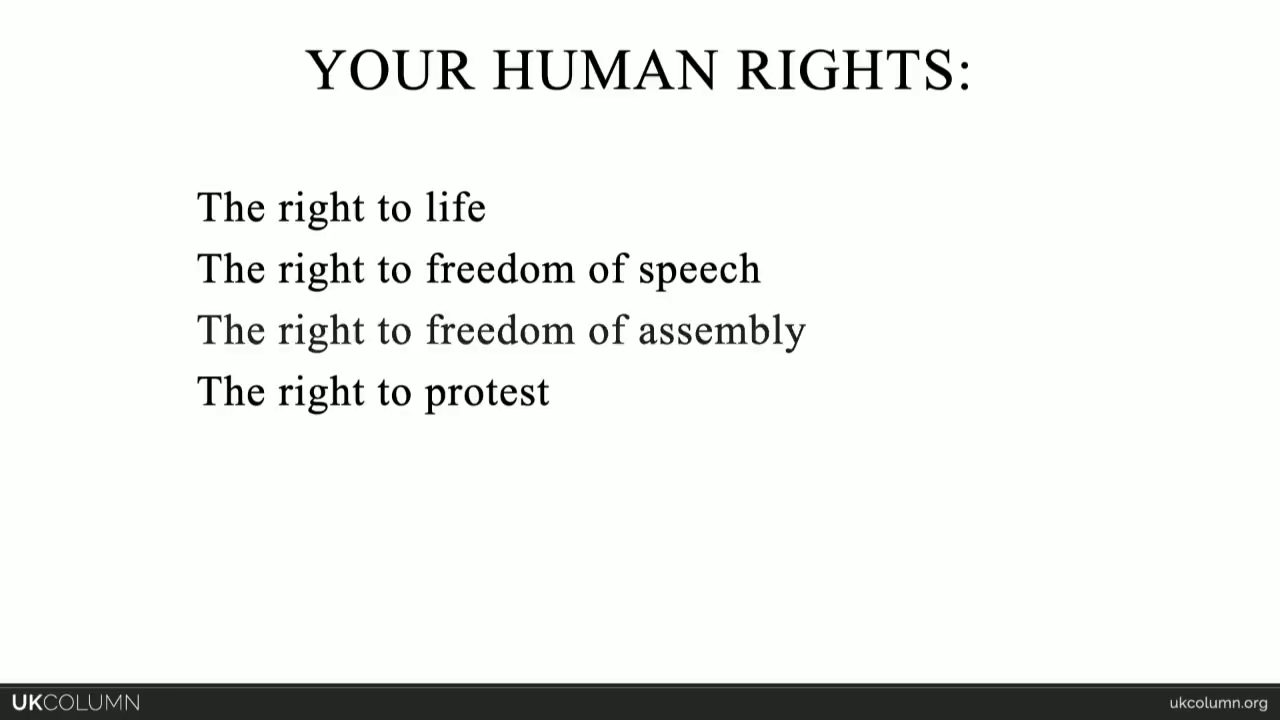 YOUR HUMAN RIGHTS:
The right to life
The right to freedom of speech
The right to freedom of assembly
The right to protest
UKCOLUMN
ukcolumn.org